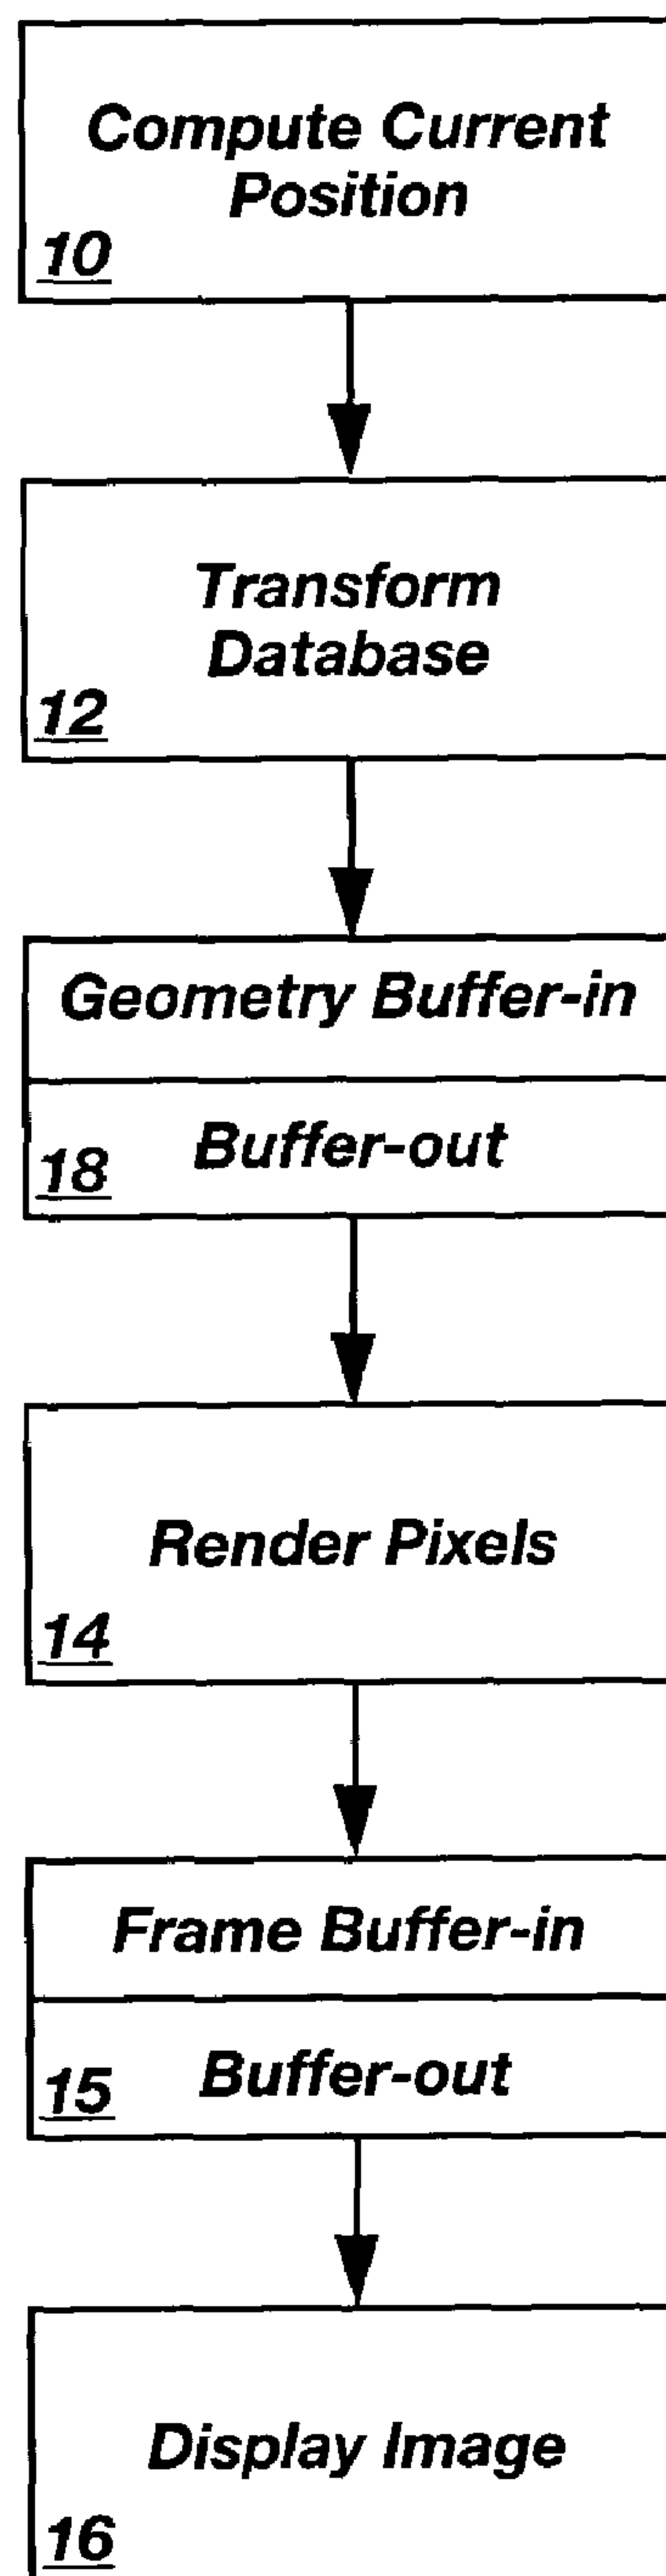 Compute Current
Position
10
Transform
Database
12
Geometry Buffer-in
Buffer-out
18
Render Pixels
14
Frame Buffer-in
Buffer-out
15
Display Image
16